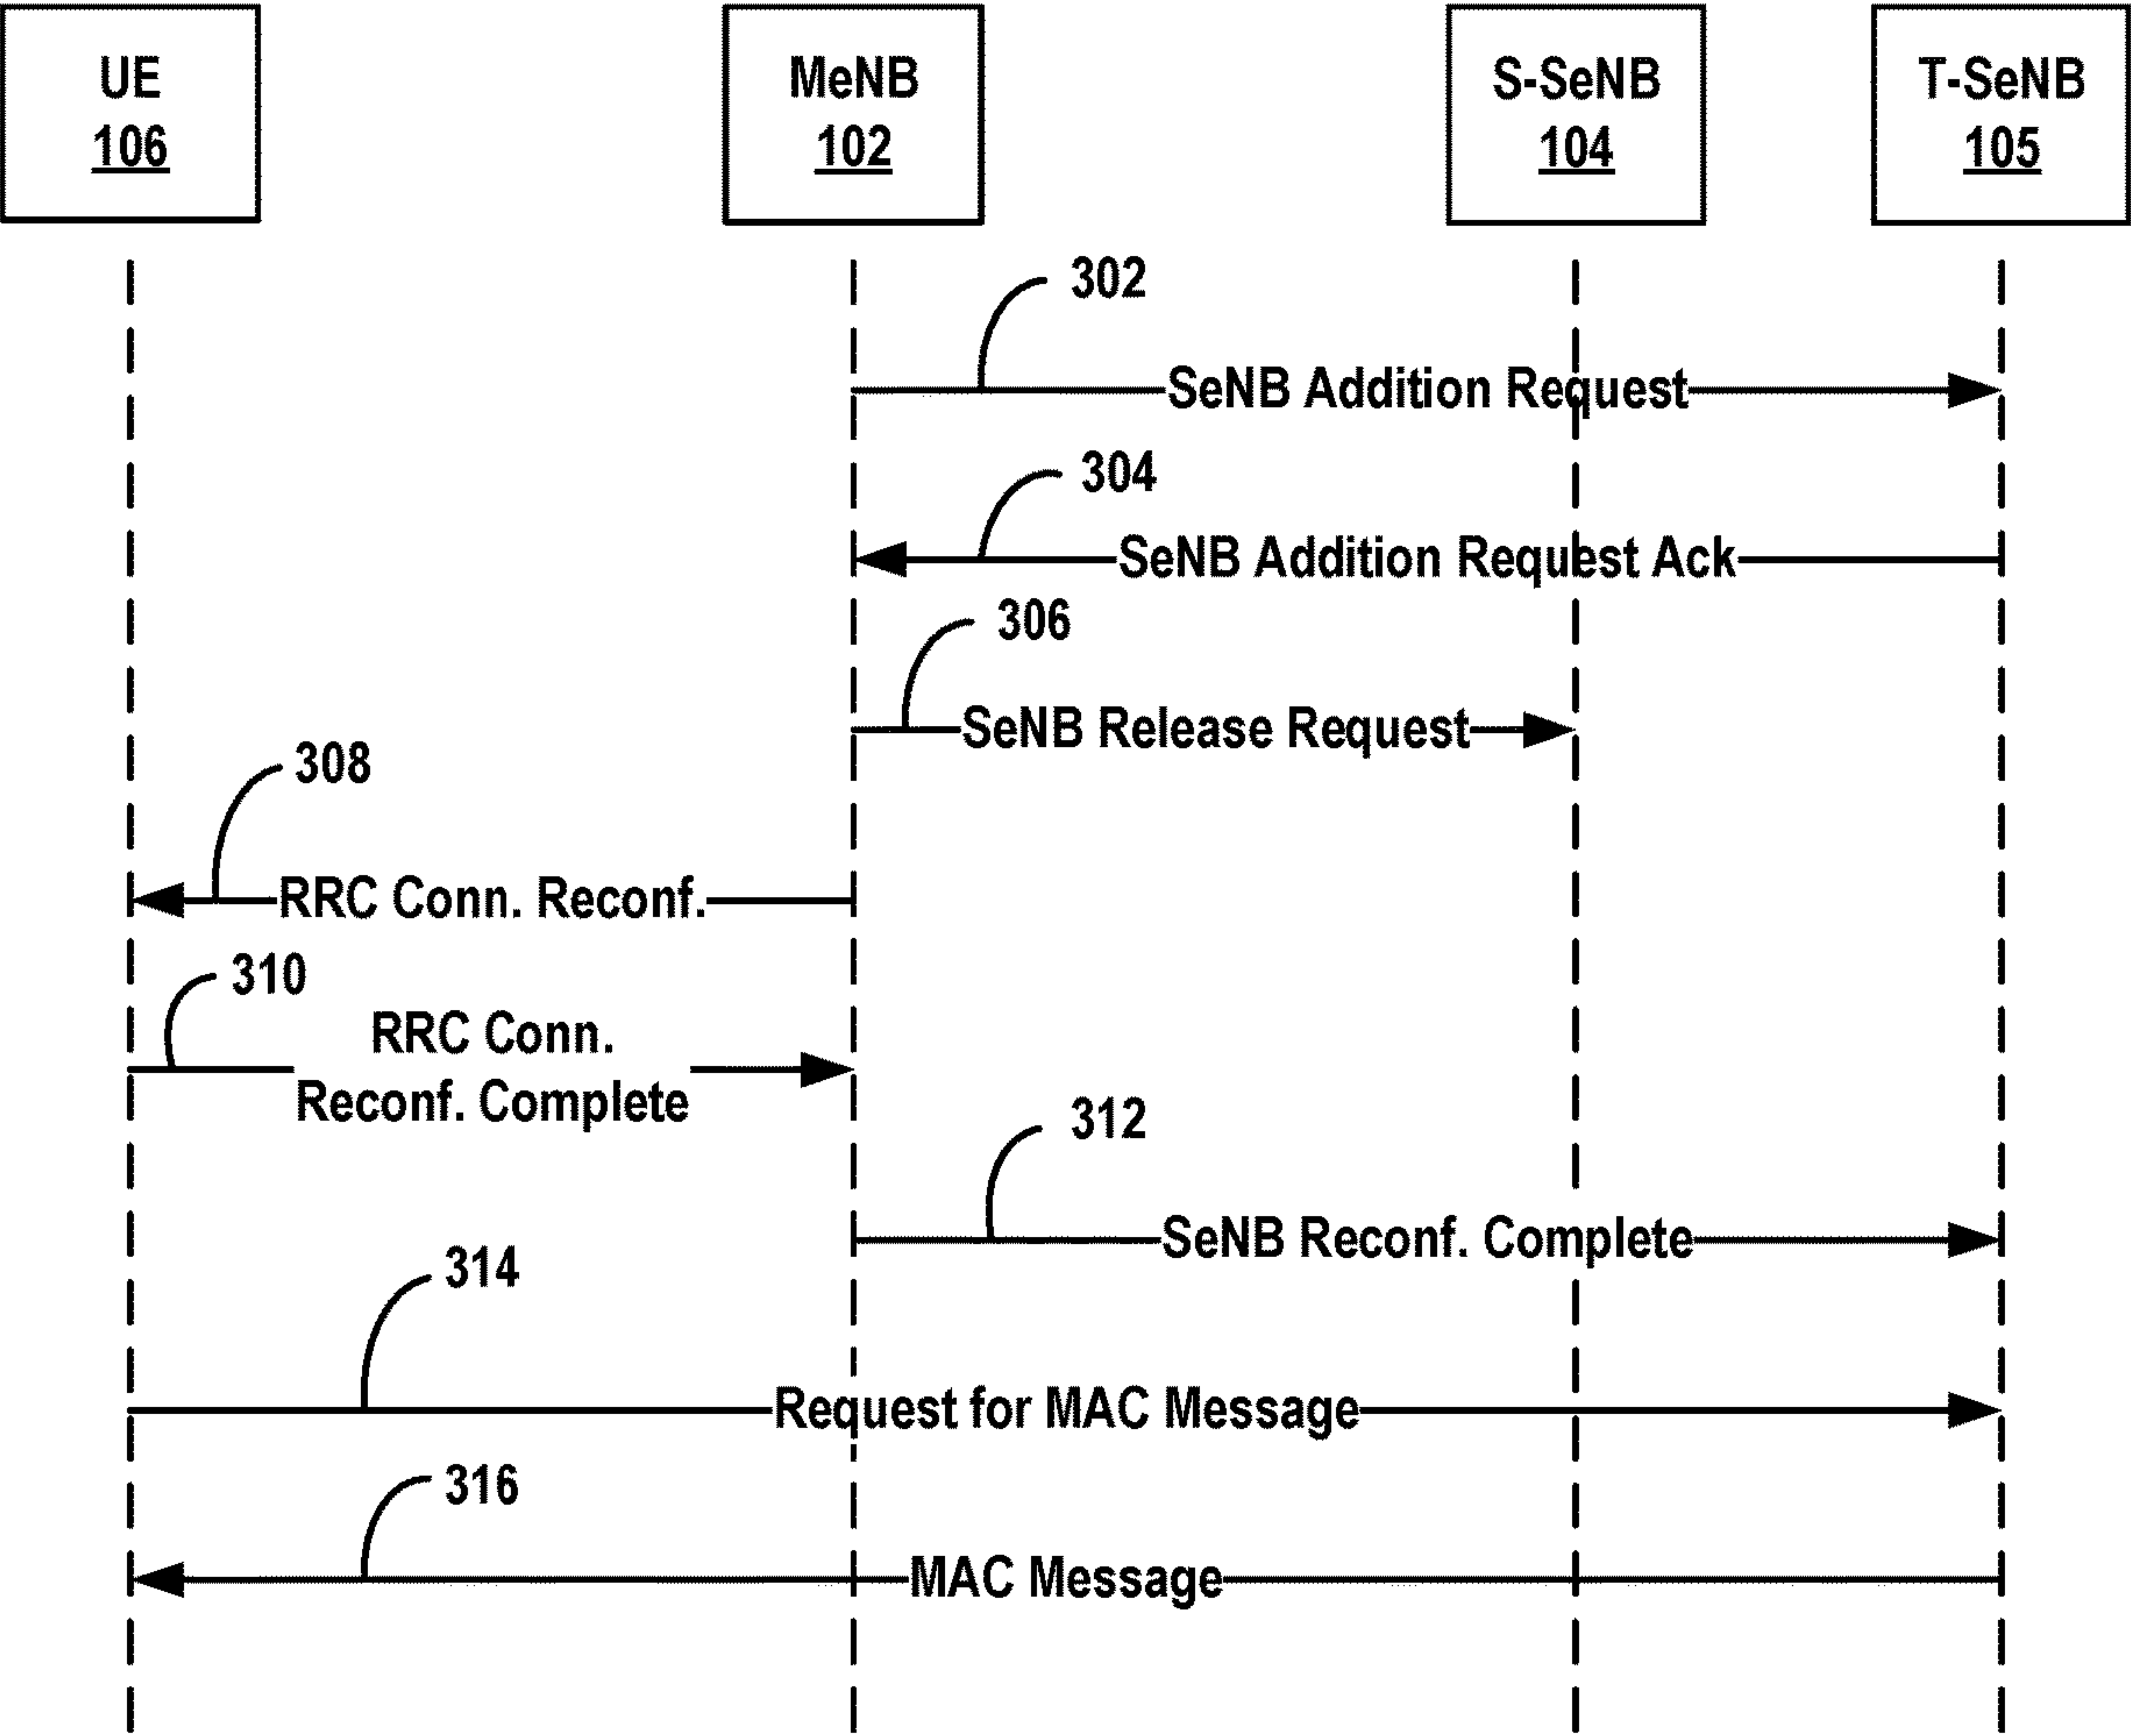 UE
106
MeNB
102
S-SeNB
104
T-SeNB
105
302
SeNB Addition Request
304
SeNB Addition Request Ack
306
SeNB Release Request
308
RRC Conn. Reconf.
310
RRC Conn.
Reconf. Complete
312
SeNB Reconf. Complete
314
Request for MAC Message
316
MAC Message